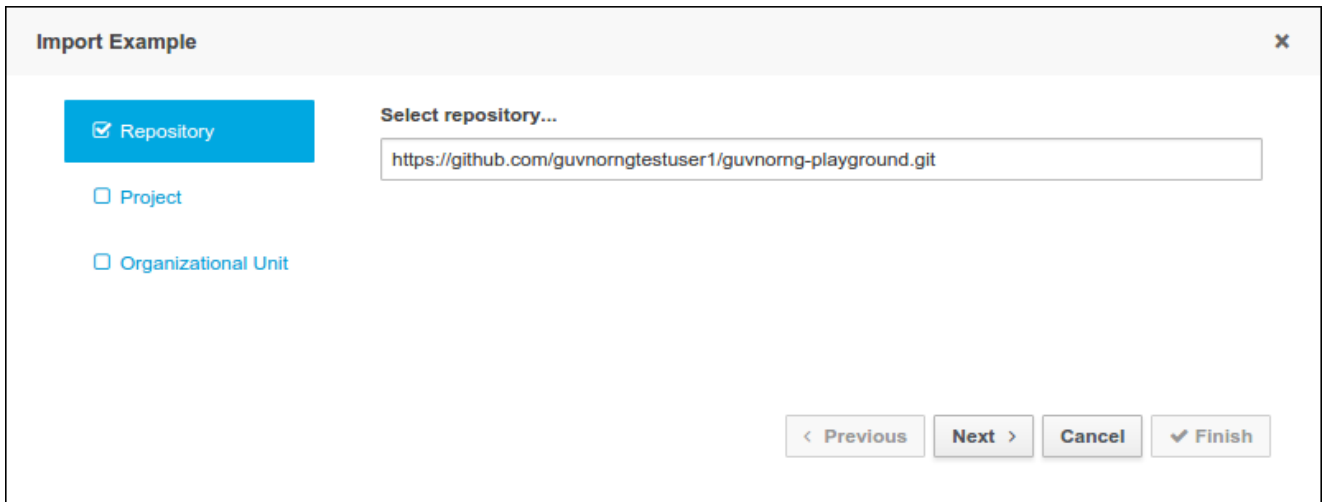 Import Example
Repository
Select repository...
https://github.com/guvnorngtestuser1/guvnorng-playground.git
Project
Organizational Unit
Previous
Next
Cancel
Finish